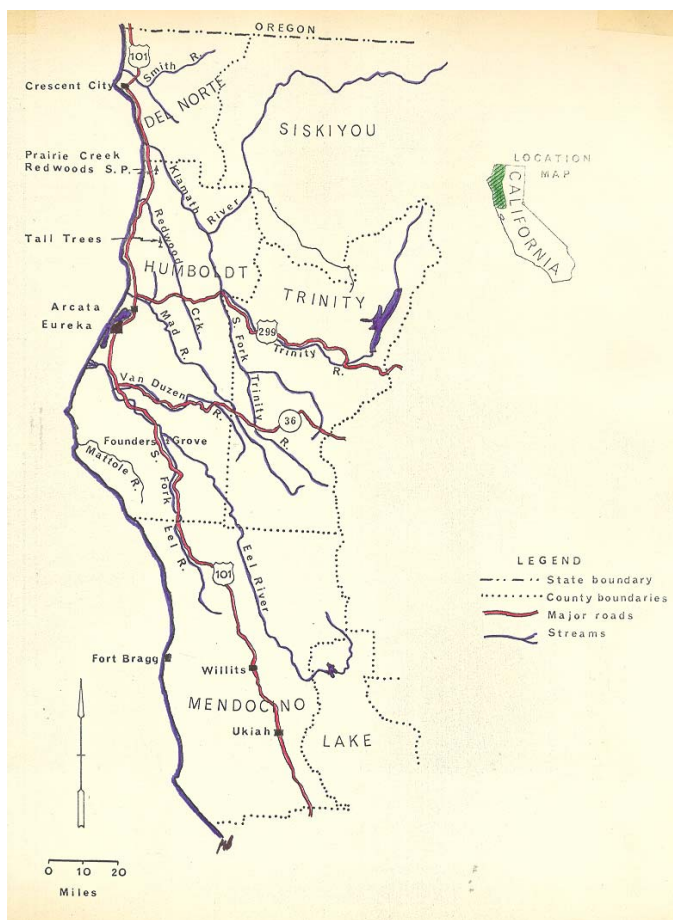 OREGON
101
Smith R.
Crescent City
DEL NORTE
SISKIYOU
LOCATION
MAP
CALIFORNIA
Prairie Creek
Redwoods S.P.
Klamath
River
Redwood
Crk.
Tall Trees
HUMBOLDT
TRINITY
Arcata
Eureka
Mad R.
299
Trinity
R.
S. Fork
Trinity
R.
Van Duzen
R.
36
Founders Grove
Mattole R.
S. Fork
Eel R.
Eel River
101
LEGEND
State boundary
County boundaries
Major roads
Streams
Fort Bragg
Willits
MENDOCINO
Ukiah
LAKE
0 10 20
Miles